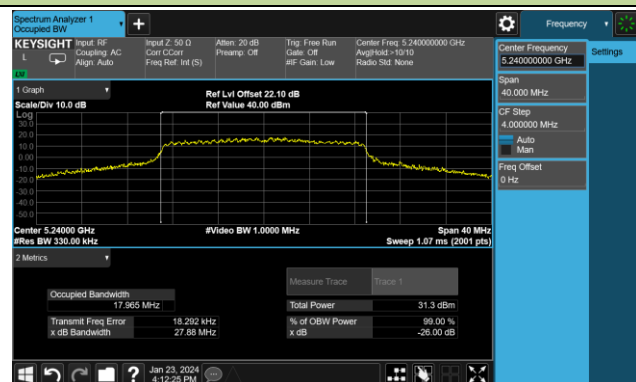 Spectrum Analyzer 1
Occupied BW
Frequency
KEYSIGHT
L
Input: RF
Coupling: AC
Align: Auto
Input Z: 50 Ω
Corr CCorr
Freq Ref: Int (S)
Atten: 20 dB
Preamp: Off
Trig: Free Run
Gate: Off
#IF Gain: Low
Center Freq: 5.240000000 GHz
Avg|Hold:>10/10
Radio Std: None
Center Frequency
5.240000000 GHz
Settings
Span
40.000 MHz
CF Step
4.000000 MHz
Auto
Man
Freq Offset
0 Hz
1 Graph
Scale/Div 10.0 dB
Ref Lvl Offset 22.10 dB
Ref Value 40.00 dBm
Log
30.0
20.0
10.0
0.00
-10.0
-20.0
-30.0
-40.0
-50.0
Center 5.24000 GHz
#Res BW 330.00 kHz
#Video BW 1.0000 MHz
Span 40 MHz
Sweep 1.07 ms (2001 pts)
2 Metrics
Measure Trace
Trace 1
Occupied Bandwidth
17.965 MHz
Total Power
31.3 dBm
Transmit Freq Error
18.292 kHz
% of OBW Power
99.00 %
x dB Bandwidth
27.88 MHz
x dB
-26.00 dB
?
Jan 23, 2024
4:12:25 PM